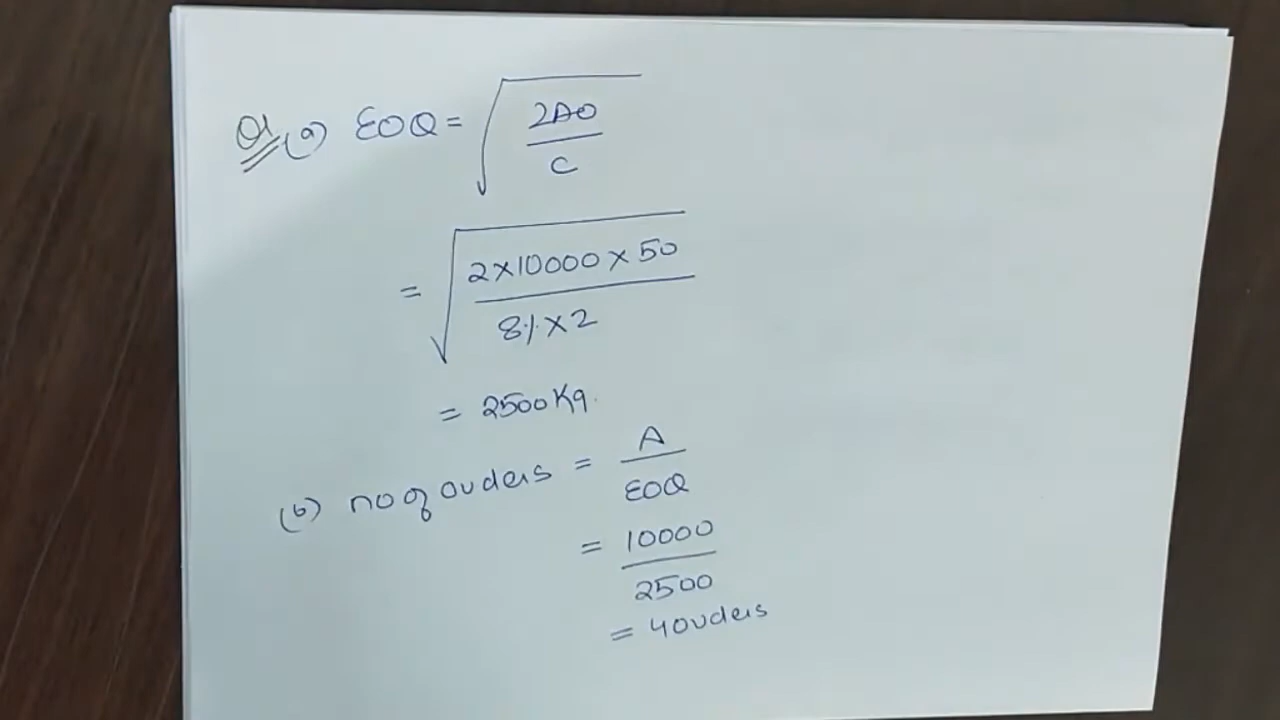 Q1 (a) EOQ = √(2AO / C)
= √(2×10000×50 / 8%×2)
= 2500 Kg.
(b) no of orders = A / EOQ
= 10000 / 2500
= 4 orders